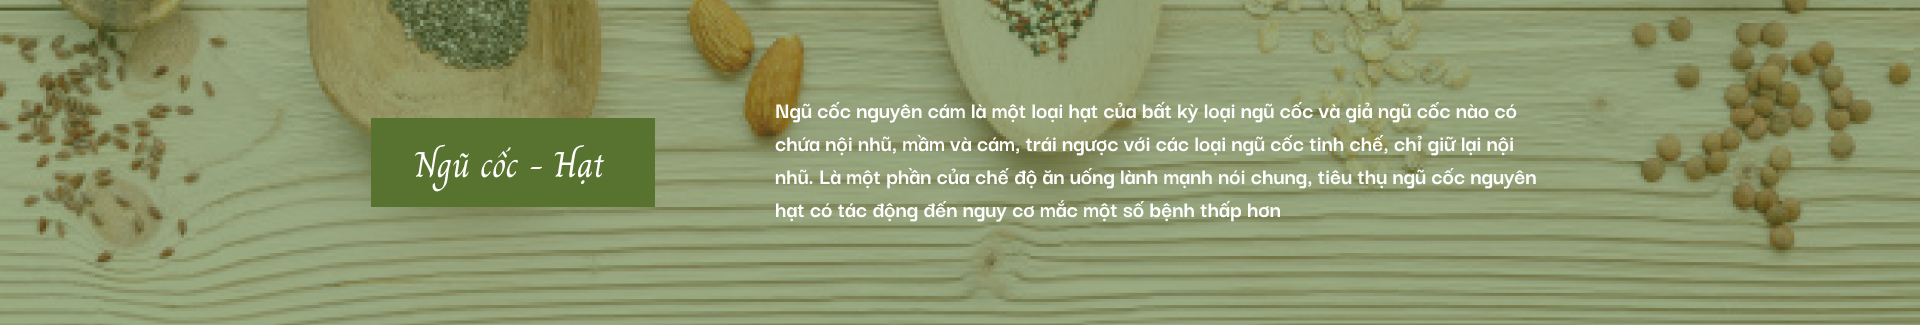 Ngũ cốc - Hạt
Ngũ cốc nguyên cám là một loại hạt của bất kỳ loại ngũ cốc và giả ngũ cốc nào có
chứa nội nhũ, mầm và cám, trái ngược với các loại ngũ cốc tinh chế, chỉ giữ lại nội
nhũ. Là một phần của chế độ ăn uống lành mạnh nói chung, tiêu thụ ngũ cốc nguyên
hạt có tác động đến nguy cơ mắc một số bệnh thấp hơn